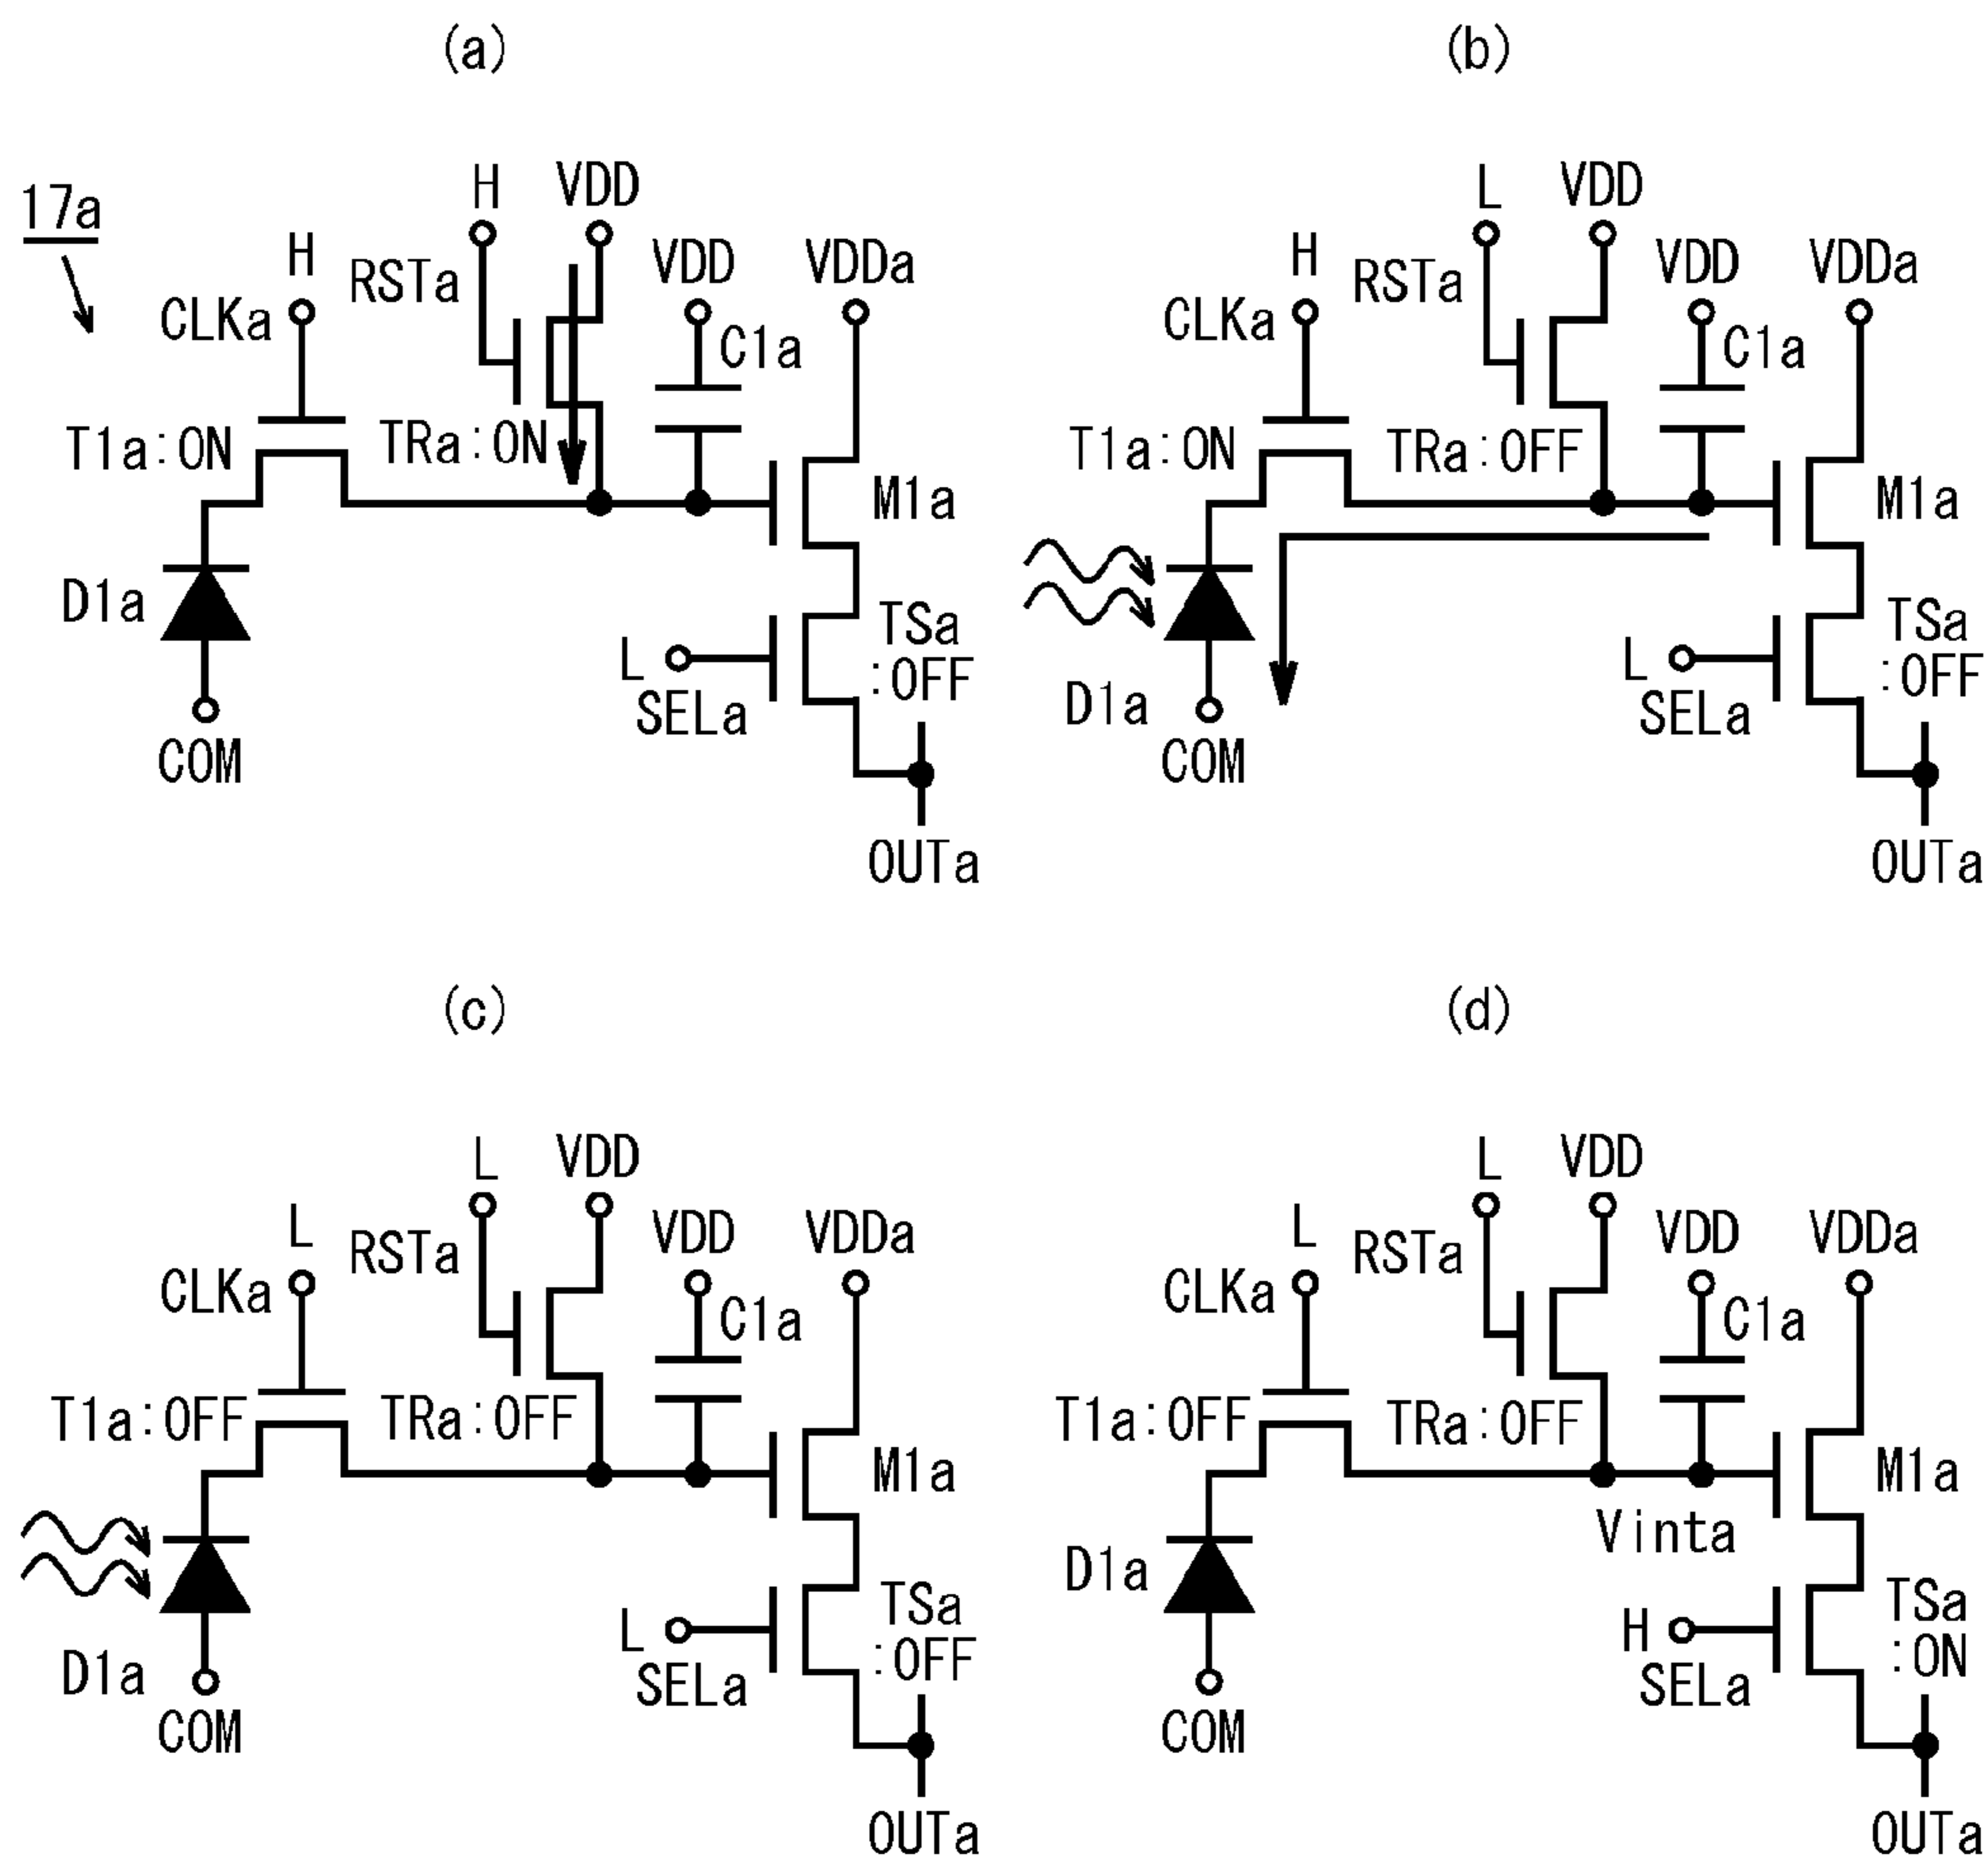 (a)
17a
H
CLKa
H
RSTa
VDD
VDD
VDDa
C1a
T1a:ON
TRa:ON
M1a
D1a
COM
L
SELa
TSa
:OFF
OUTa
(b)
H
CLKa
L
RSTa
VDD
VDD
VDDa
C1a
T1a:ON
TRa:OFF
M1a
D1a
COM
L
SELa
TSa
:OFF
OUTa
(c)
L
CLKa
L
RSTa
VDD
VDD
VDDa
C1a
T1a:OFF
TRa:OFF
M1a
D1a
COM
L
SELa
TSa
:OFF
OUTa
(d)
L
CLKa
L
RSTa
VDD
VDD
VDDa
C1a
T1a:OFF
TRa:OFF
M1a
Vinta
D1a
COM
H
SELa
TSa
:ON
OUTa